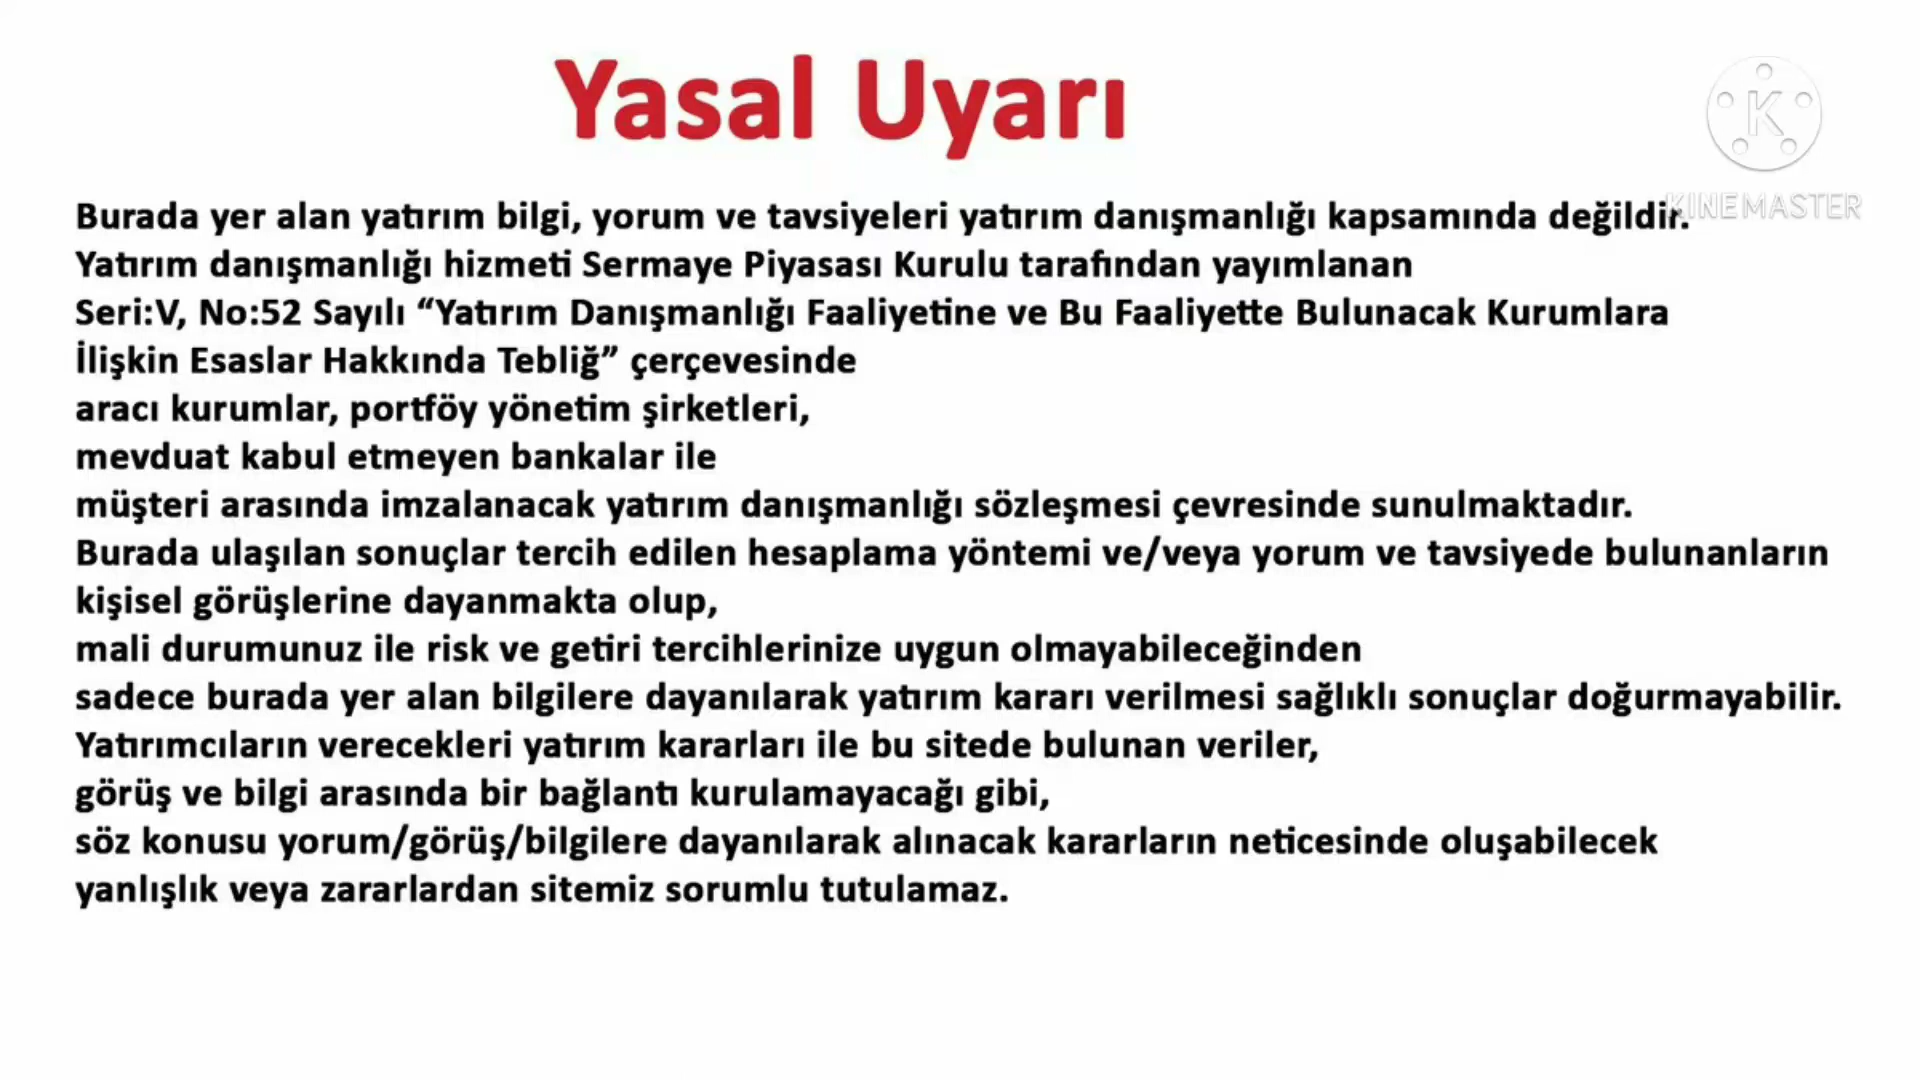 Yasal Uyarı
K
KINEMASTER
Burada yer alan yatırım bilgi, yorum ve tavsiyeleri yatırım danışmanlığı kapsamında değildir.
Yatırım danışmanlığı hizmeti Sermaye Piyasası Kurulu tarafından yayımlanan
Seri:V, No:52 Sayılı “Yatırım Danışmanlığı Faaliyetine ve Bu Faaliyette Bulunacak Kurumlara
İlişkin Esaslar Hakkında Tebliğ” çerçevesinde
aracı kurumlar, portföy yönetim şirketleri,
mevduat kabul etmeyen bankalar ile
müşteri arasında imzalanacak yatırım danışmanlığı sözleşmesi çevresinde sunulmaktadır.
Burada ulaşılan sonuçlar tercih edilen hesaplama yöntemi ve/veya yorum ve tavsiyede bulunanların
kişisel görüşlerine dayanmakta olup,
mali durumunuz ile risk ve getiri tercihlerinize uygun olmayabileceğinden
sadece burada yer alan bilgilere dayanılarak yatırım kararı verilmesi sağlıklı sonuçlar doğurmayabilir.
Yatırımcıların verecekleri yatırım kararları ile bu sitede bulunan veriler,
görüş ve bilgi arasında bir bağlantı kurulamayacağı gibi,
söz konusu yorum/görüş/bilgilere dayanılarak alınacak kararların neticesinde oluşabilecek
yanlışlık veya zararlardan sitemiz sorumlu tutulamaz.